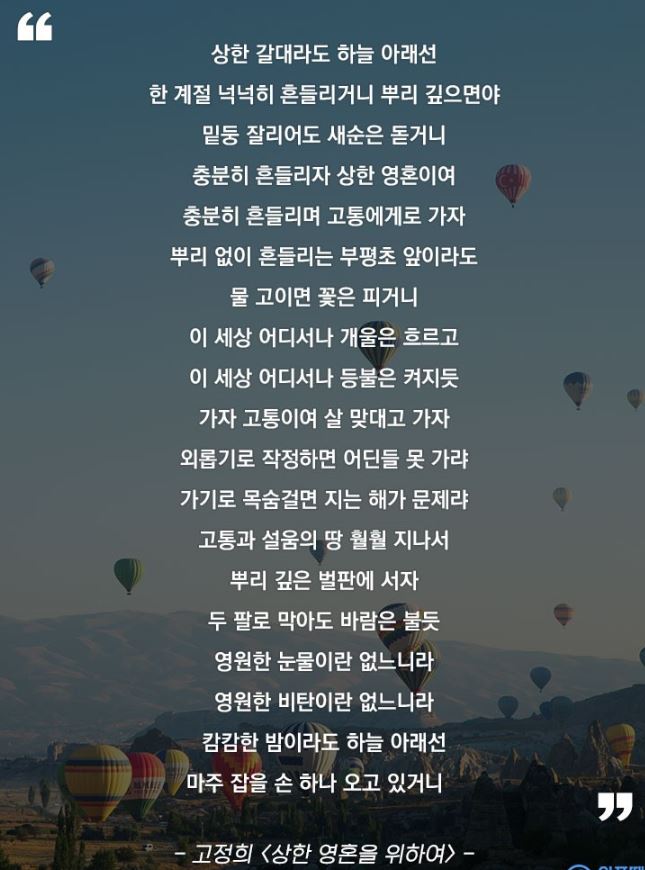 ❝
상한 갈대라도 하늘 아래선
한 계절 넉넉히 흔들리거니 뿌리 깊으면야
밑둥 잘리어도 새순은 돋거니
충분히 흔들리자 상한 영혼이여
충분히 흔들리며 고통에게로 가자
뿌리 없이 흔들리는 부평초 앞이라도
물 고이면 꽃은 피거니
이 세상 어디서나 개울은 흐르고
이 세상 어디서나 등불은 켜지듯
가자 고통이여 살 맞대고 가자
외롭기로 작정하면 어딘들 못 가랴
가기로 목숨걸면 지는 해가 문제랴
고통과 설움의 땅 훨훨 지나서
뿌리 깊은 벌판에 서자
두 팔로 막아도 바람은 불듯
영원한 눈물이란 없느니라
영원한 비탄이란 없느니라
캄캄한 밤이라도 하늘 아래선
마주 잡을 손 하나 오고 있거니
❞
- 고정희 <상한 영혼을 위하여> -